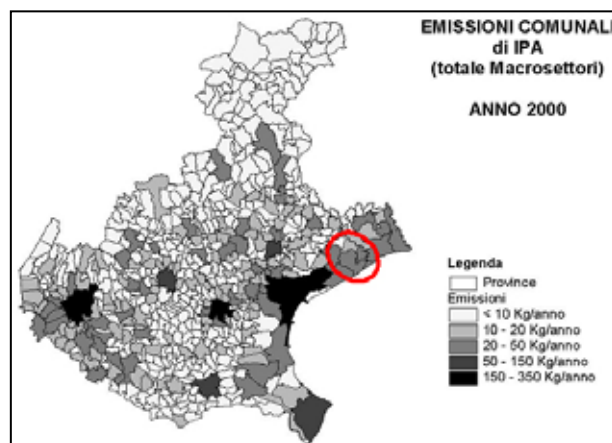 EMISSIONI COMUNALI
di IPA
(totale Macrosettori)
ANNO 2000
Legenda
Province
Emissioni
< 10 Kg/anno
10 - 20 Kg/anno
20 - 50 Kg/anno
50 - 150 Kg/anno
150 - 350 Kg/anno